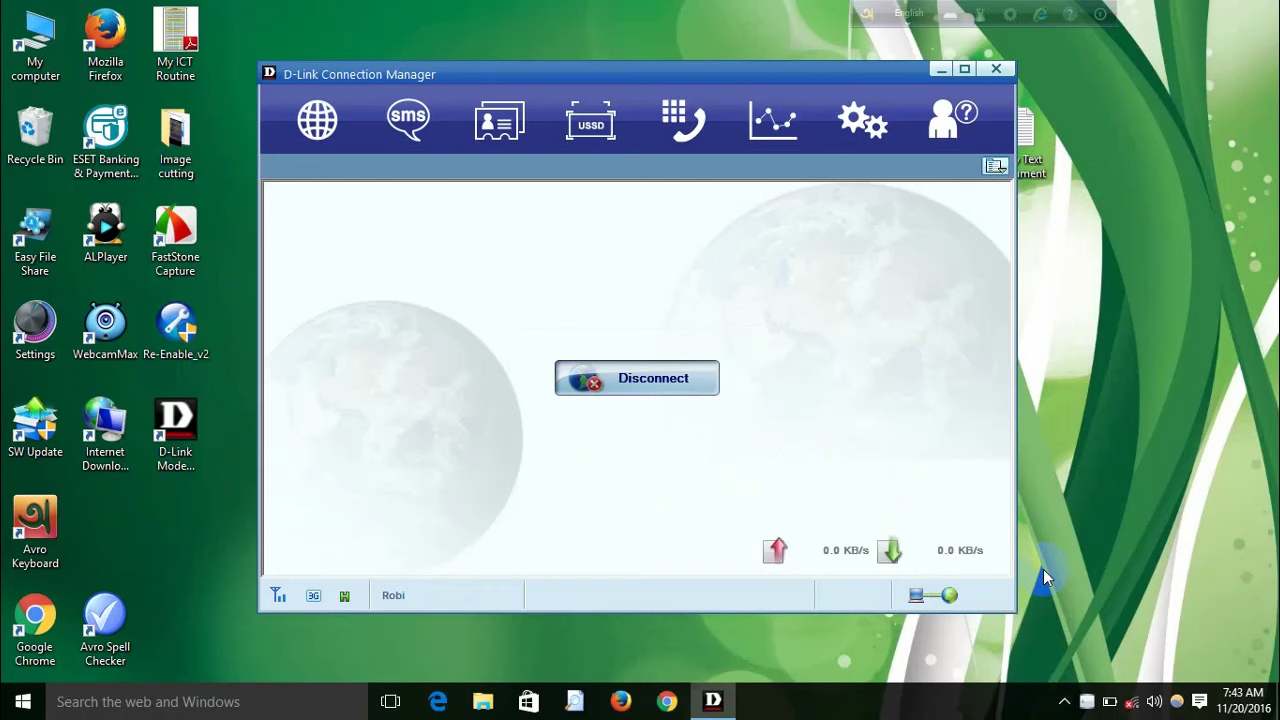 English
My computer
Mozilla Firefox
My ICT Routine
Recycle Bin
ESET Banking & Paymen...
Image cutting
Easy File Share
ALPlayer
FastStone Capture
Settings
WebcamMax
Re-Enable_v2
SW Update
Internet Downlo...
D-Link Mode...
Avro Keyboard
অ
Google Chrome
Avro Spell Checker
Text
D-Link Connection Manager
sms
USSD
Disconnect
0.0 KB/s
0.0 KB/s
3G
H
Robi
Search the web and Windows
7:43 AM
11/20/2016